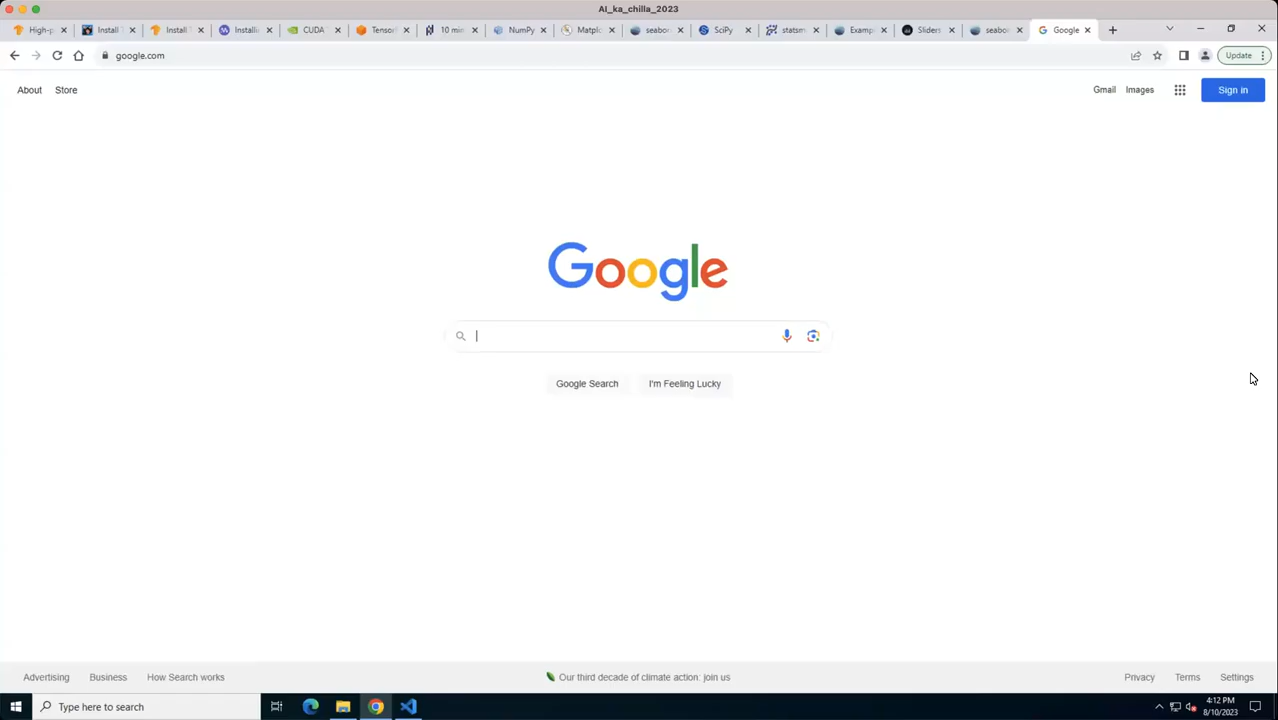 AI_ka_chilla_2023
High-p Install Install Installi CUDA Tensor 10 min NumPy Matplo seabor SciPy statsm Examp Sliders seabor Google
google.com Update
About Store Gmail Images Sign in
Google
Google Search I'm Feeling Lucky
Our third decade of climate action: join us
Advertising Business How Search works Privacy Terms Settings
Type here to search 4:12 PM
8/10/2023